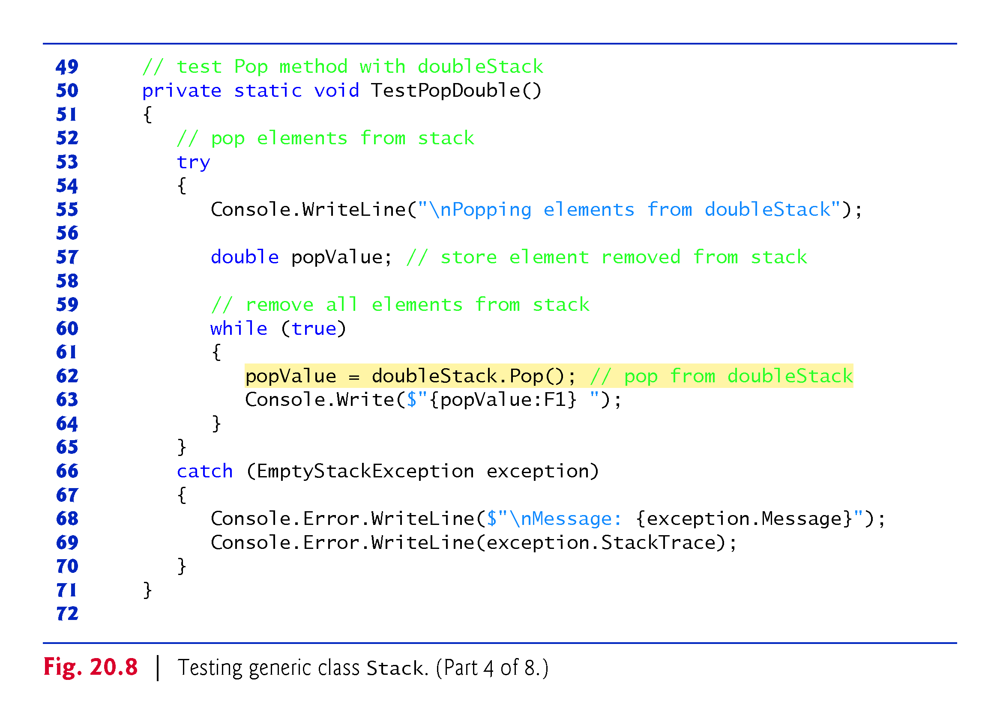 49 // test Pop method with doubleStack
50 private static void TestPopDouble()
51 {
52 // pop elements from stack
53 try
54 {
55 Console.WriteLine("\nPopping elements from doubleStack");
56
57 double popValue; // store element removed from stack
58
59 // remove all elements from stack
60 while (true)
61 {
62 popValue = doubleStack.Pop(); // pop from doubleStack
63 Console.Write($"{popValue:F1} ");
64 }
65 }
66 catch (EmptyStackException exception)
67 {
68 Console.Error.WriteLine($"\nMessage: {exception.Message}");
69 Console.Error.WriteLine(exception.StackTrace);
70 }
71 }
72
Fig. 20.8 | Testing generic class Stack. (Part 4 of 8.)